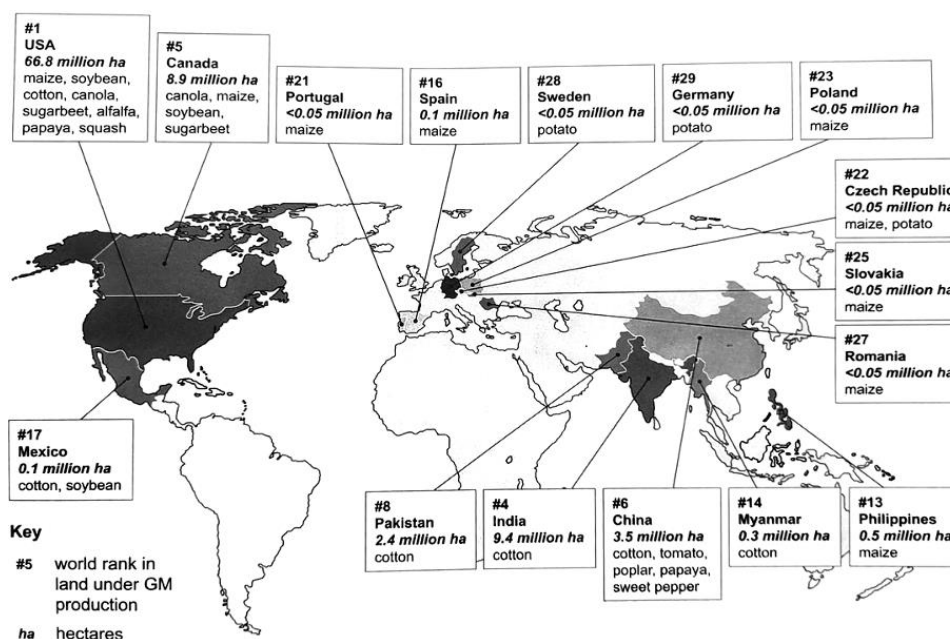 #1
USA
66.8 million ha
maize, soybean,
cotton, canola,
sugarbeet, alfalfa,
papaya, squash
#5
Canada
8.9 million ha
canola, maize,
soybean,
sugarbeet
#21
Portugal
<0.05 million ha
maize
#16
Spain
0.1 million ha
maize
#28
Sweden
<0.05 million ha
potato
#29
Germany
<0.05 million ha
potato
#23
Poland
<0.05 million ha
maize
#22
Czech Republic
<0.05 million ha
maize, potato
#25
Slovakia
<0.05 million ha
maize
#27
Romania
<0.05 million ha
maize
#17
Mexico
0.1 million ha
cotton, soybean
#8
Pakistan
2.4 million ha
cotton
#4
India
9.4 million ha
cotton
#6
China
3.5 million ha
cotton, tomato,
poplar, papaya,
sweet pepper
#14
Myanmar
0.3 million ha
cotton
#13
Philippines
0.5 million ha
maize
Key
#5 world rank in
land under GM
production
ha hectares